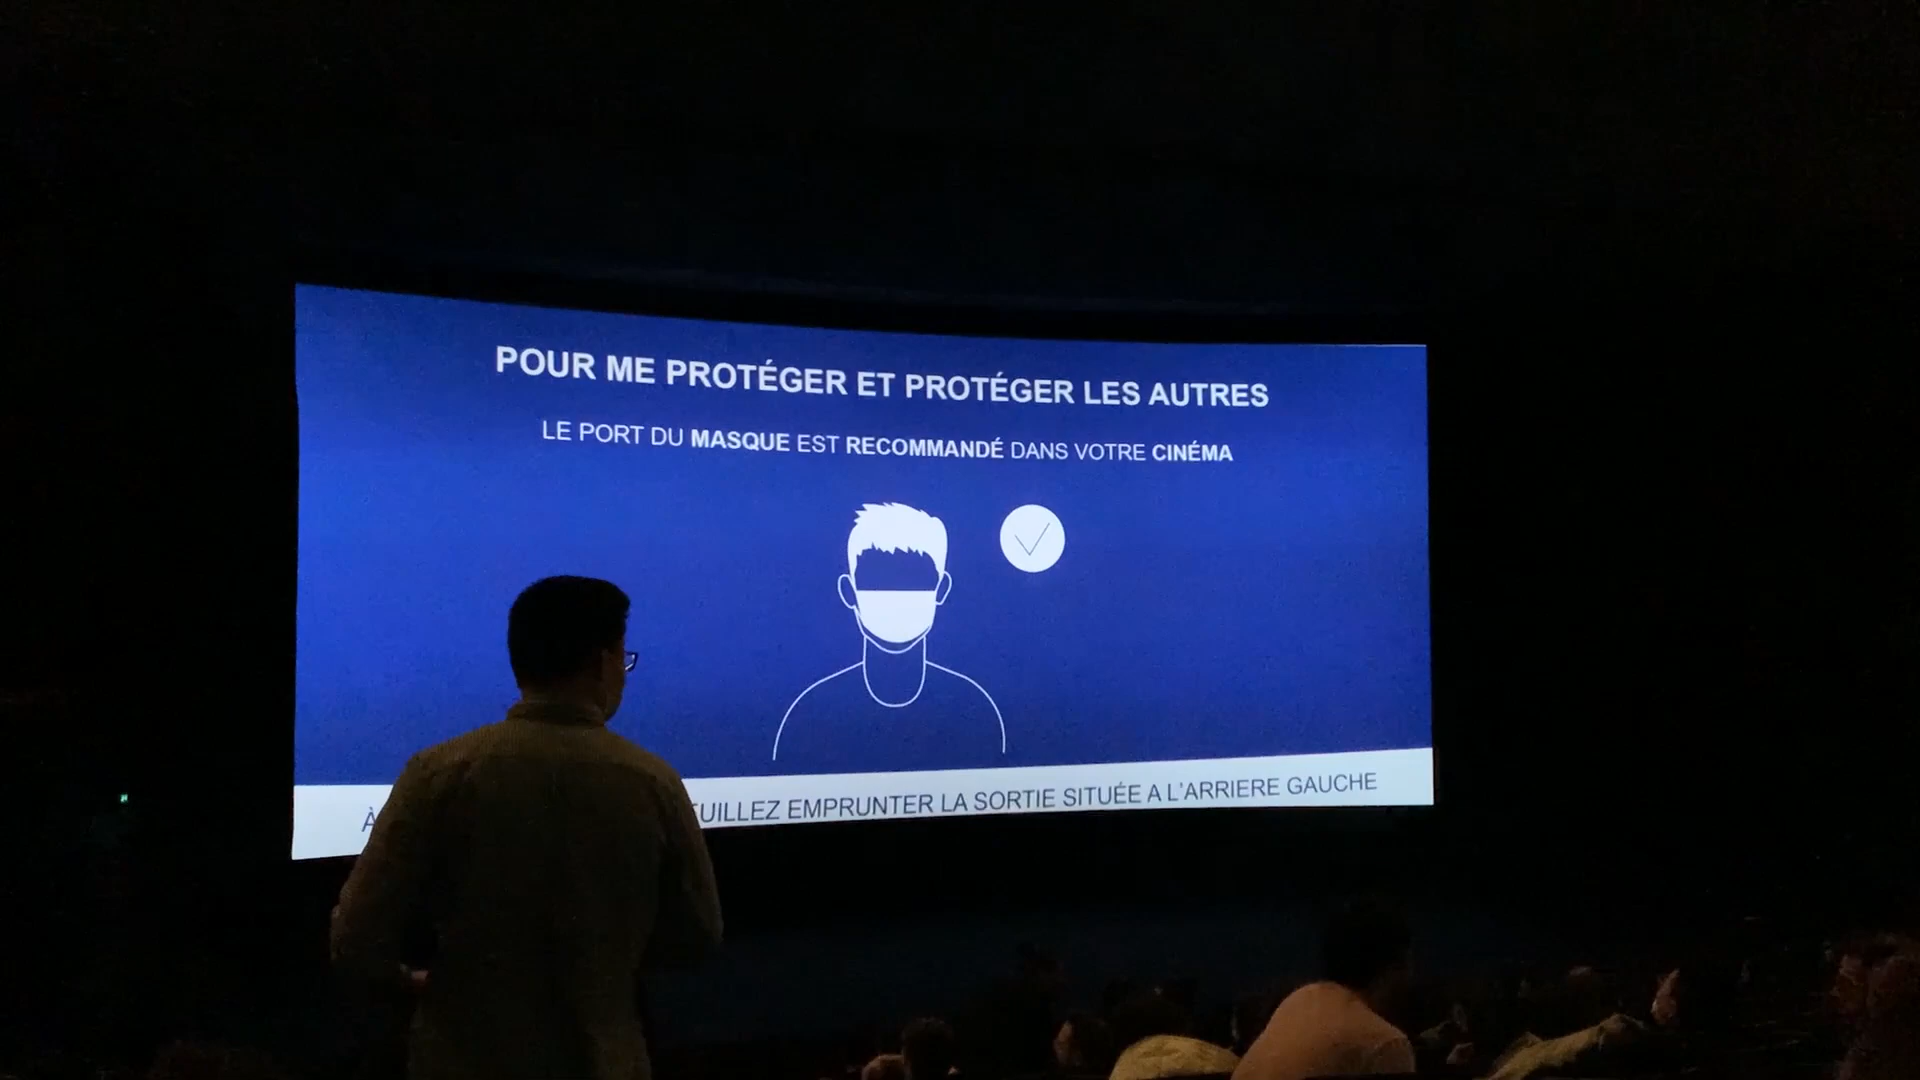 POUR ME PROTÉGER ET PROTÉGER LES AUTRES
LE PORT DU MASQUE EST RECOMMANDÉ DANS VOTRE CINÉMA
EMPRUNTER LA SORTIE SITUÉE A L'ARRIERE GAUCHE